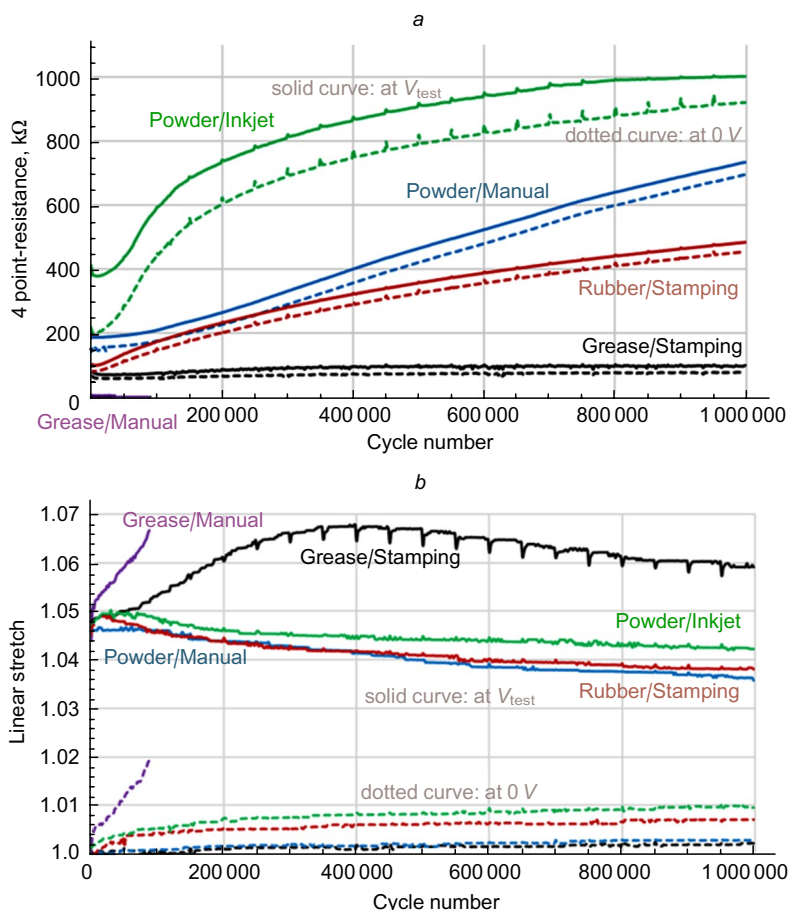 a
1000
solid curve: at Vtest
Powder/Inkjet
800
dotted curve: at 0 V
4 point-resistance, kΩ
600
Powder/Manual
400
Rubber/Stamping
200
Grease/Stamping
0
200 000 400 000 600 000 800 000 1 000 000
Grease/Manual
Cycle number
b
1.07
Grease/Manual
1.06
Grease/Stamping
1.05
Powder/Inkjet
Powder/Manual
1.04
Linear stretch
solid curve: at Vtest
Rubber/Stamping
1.03
1.02
dotted curve: at 0 V
1.01
1.0
0 200 000 400 000 600 000 800 000 1 000 000
Cycle number